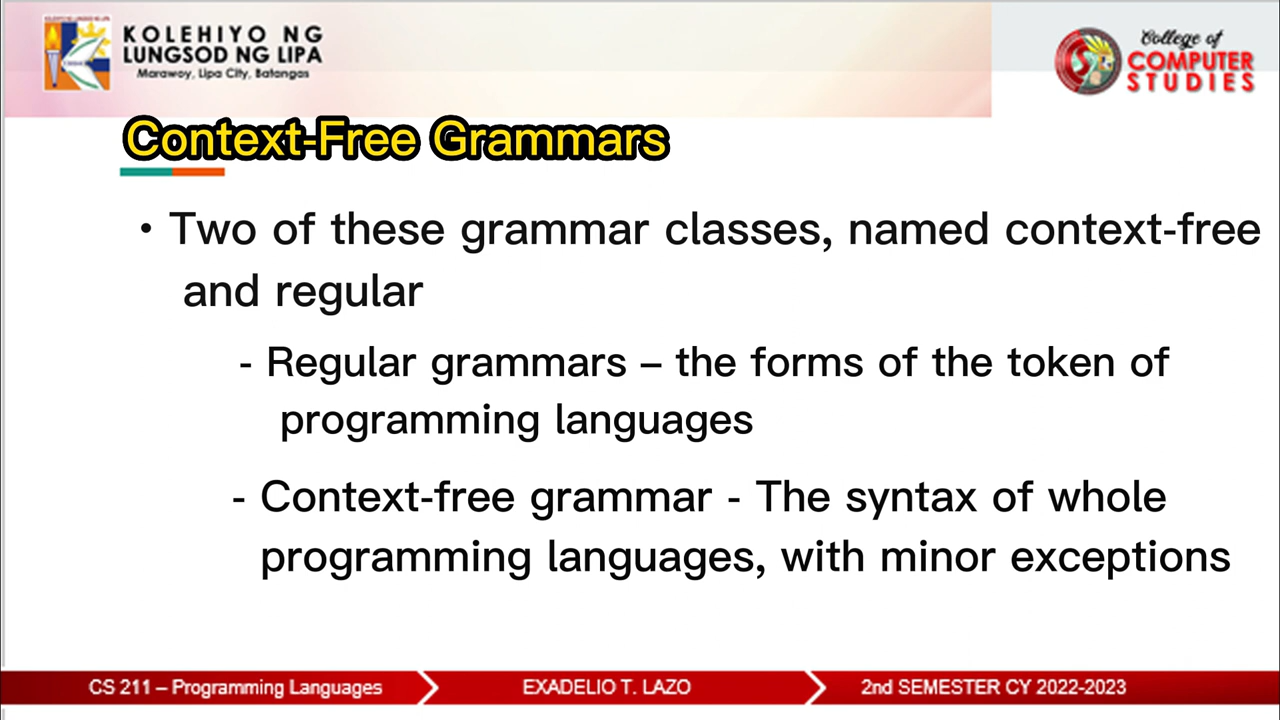 KOLEHIYO NG
LUNGSOD NG LIPA
Marawoy, Lipa City, Batangas
College of
COMPUTER
STUDIES
Context-Free Grammars
• Two of these grammar classes, named context-free
and regular
- Regular grammars – the forms of the token of
programming languages
- Context-free grammar - The syntax of whole
programming languages, with minor exceptions
CS 211 – Programming Languages
EXADELIO T. LAZO
2nd SEMESTER CY 2022-2023